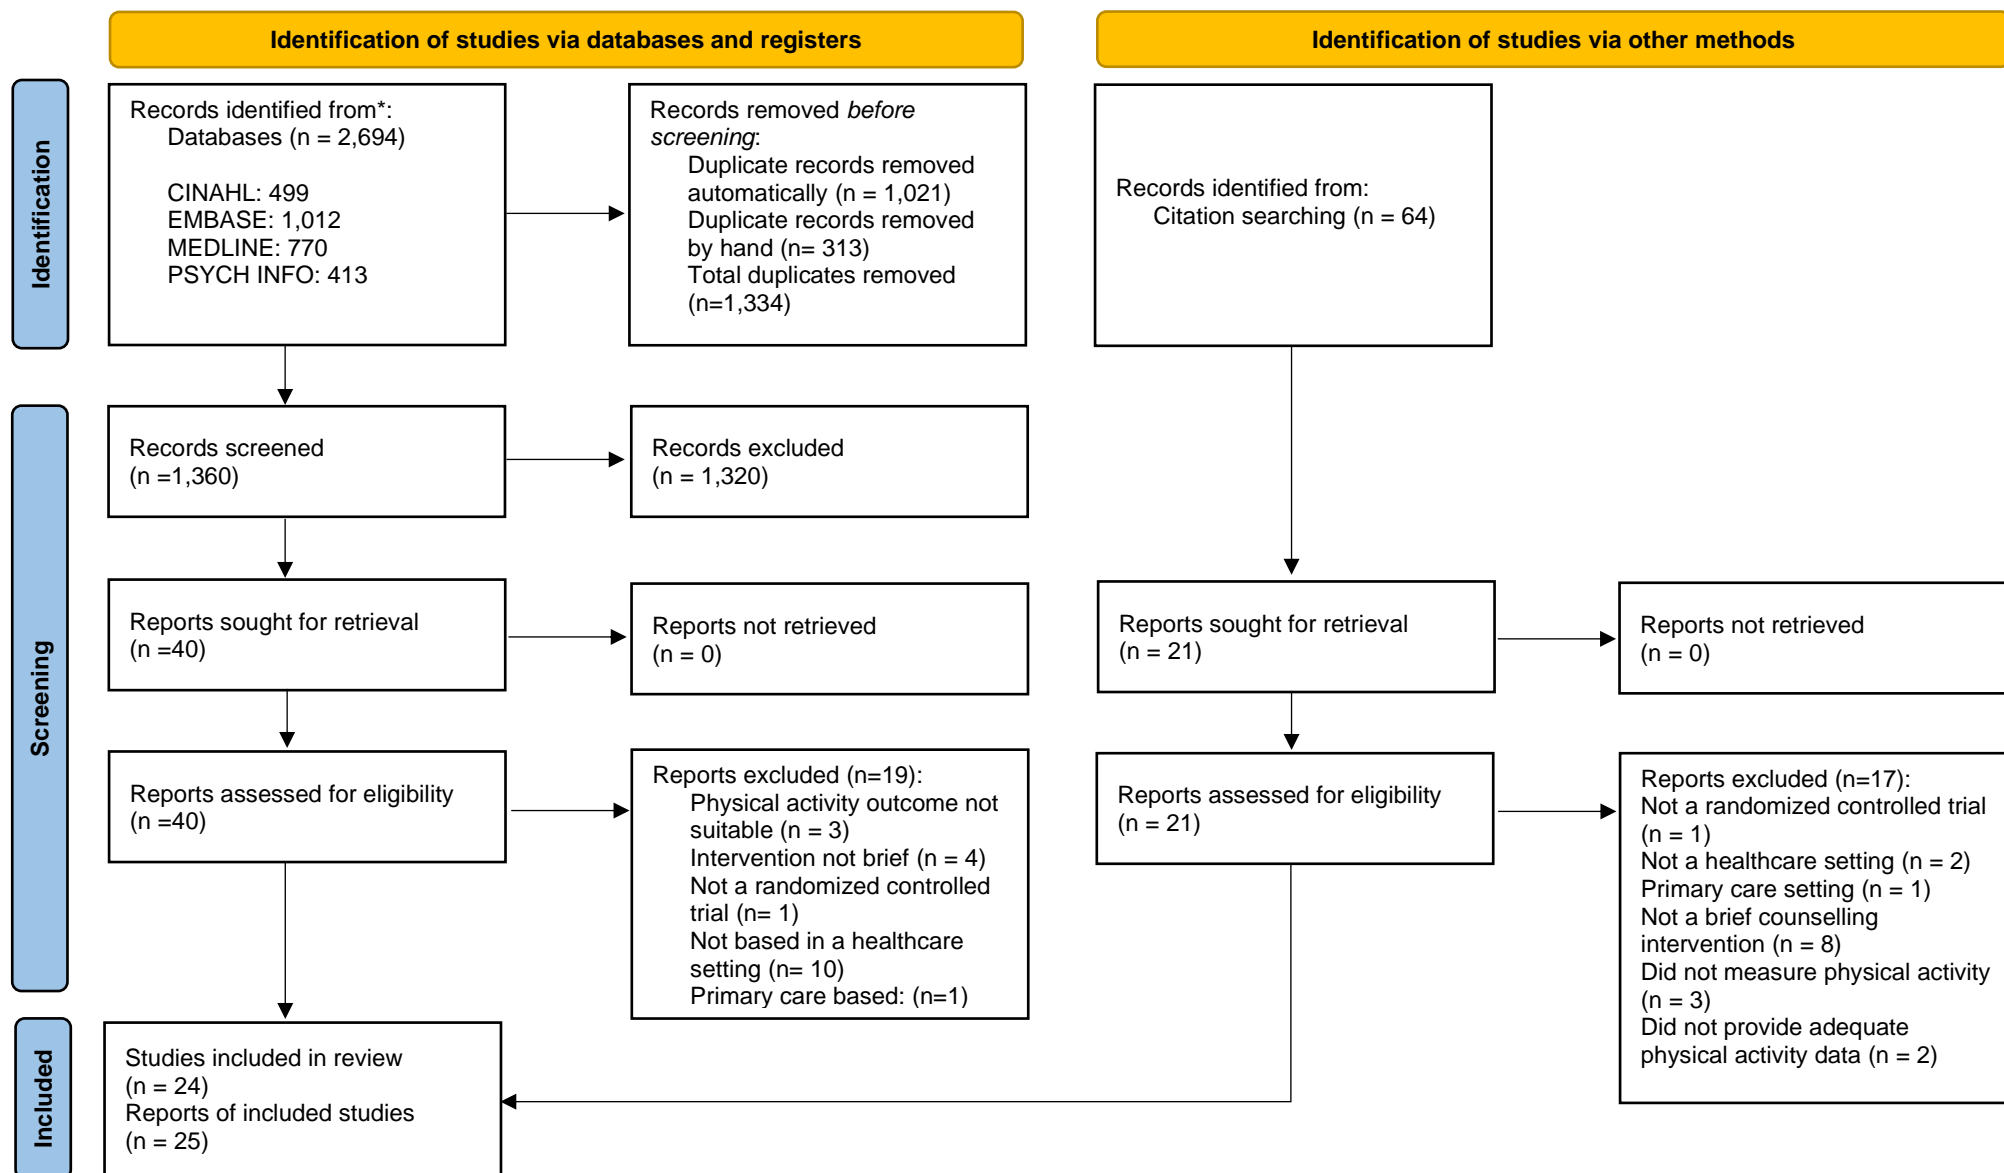 Identification of studies via databases and registers
Identification of studies via other methods
Identification
Records identified from*:
Databases (n = 2,694)
CINAHL: 499
EMBASE: 1,012
MEDLINE: 770
PSYCH INFO: 413
Records removed before
screening:
Duplicate records removed
automatically (n = 1,021)
Duplicate records removed
by hand (n= 313)
Total duplicates removed
(n=1,334)
Records identified from:
Citation searching (n = 64)
Screening
Records screened
(n =1,360)
Records excluded
(n = 1,320)
Reports sought for retrieval
(n =40)
Reports not retrieved
(n = 0)
Reports sought for retrieval
(n = 21)
Reports not retrieved
(n = 0)
Reports assessed for eligibility
(n =40)
Reports excluded (n=19):
Physical activity outcome not
suitable (n = 3)
Intervention not brief (n = 4)
Not a randomized controlled
trial (n= 1)
Not based in a healthcare
setting (n= 10)
Primary care based: (n=1)
Reports assessed for eligibility
(n = 21)
Reports excluded (n=17):
Not a randomized controlled trial
(n = 1)
Not a healthcare setting (n = 2)
Primary care setting (n = 1)
Not a brief counselling
intervention (n = 8)
Did not measure physical activity
(n = 3)
Did not provide adequate
physical activity data (n = 2)
Included
Studies included in review
(n = 24)
Reports of included studies
(n = 25)